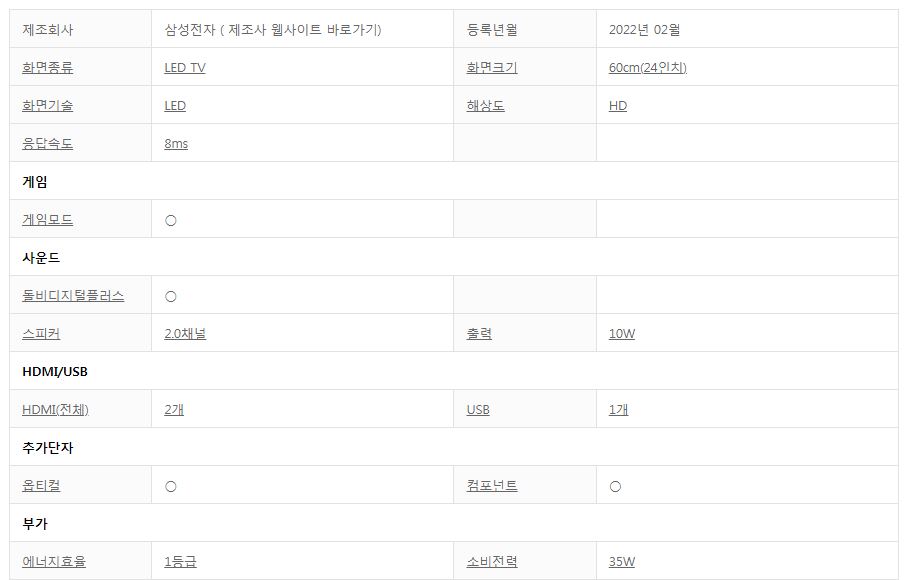 제조회사 삼성전자 ( 제조사 웹사이트 바로가기) 등록년월 2022년 02월
화면종류 LED TV 화면크기 60cm(24인치)
화면기술 LED 해상도 HD
응답속도 8ms
게임
게임모드 ○
사운드
돌비디지털플러스 ○
스피커 2.0채널 출력 10W
HDMI/USB
HDMI(전체) 2개 USB 1개
추가단자
옵티컬 ○ 컴포넌트 ○
부가
에너지효율 1등급 소비전력 35W